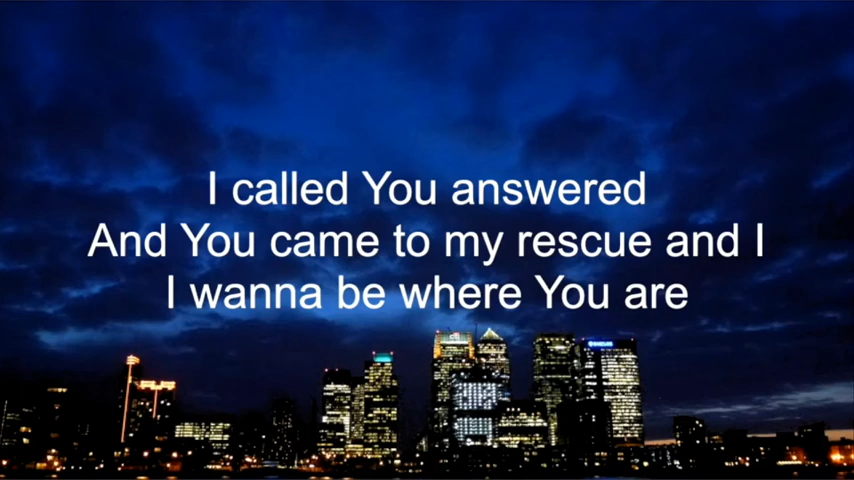 I called You answered
And You came to my rescue and I
I wanna be where You are